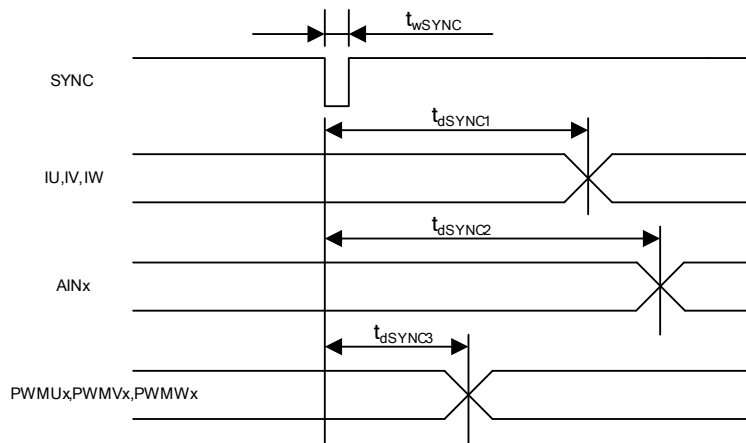 twSYNC
SYNC
tdSYNC1
IU,IV,IW
tdSYNC2
AINx
tdSYNC3
PWMUx,PWMVx,PWMWx